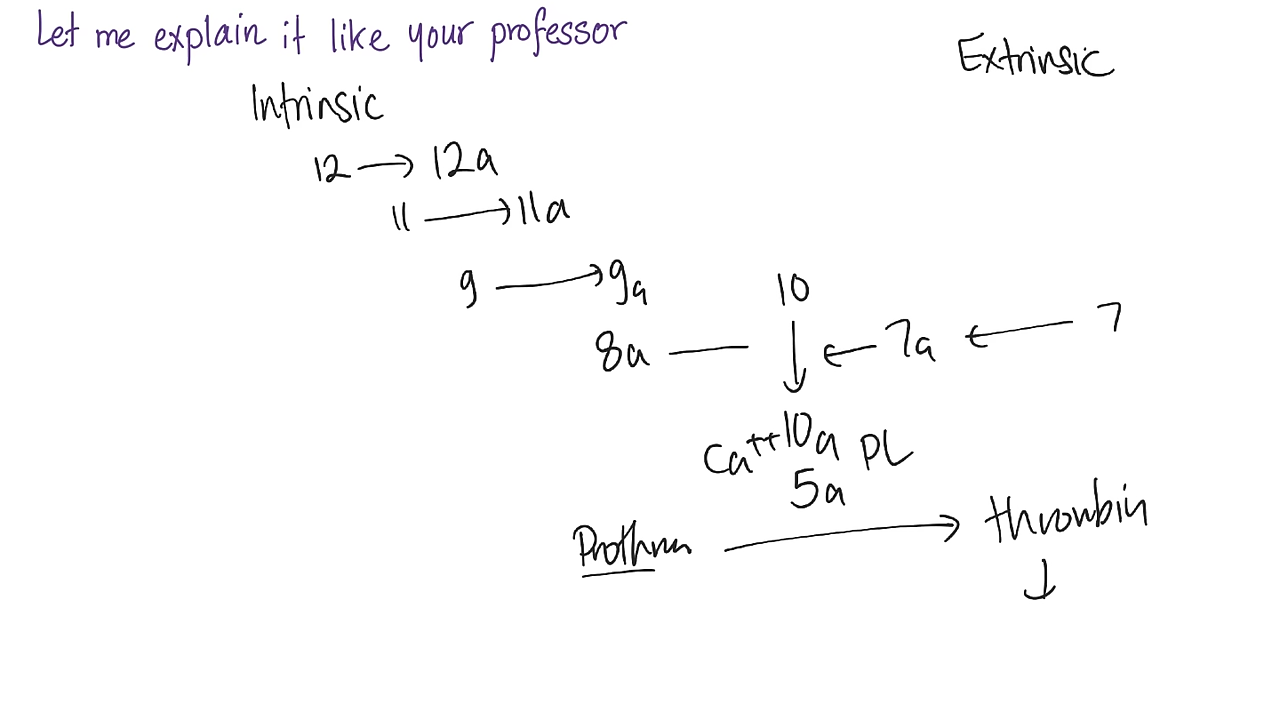 Let me explain it like your professor
Extrinsic
Intrinsic
12 → 12a
11 → 11a
9 → 9a
10
8a — ↓ ← 7a ← 7
Ca++ 10a PL
5a
→ thrombin
↓